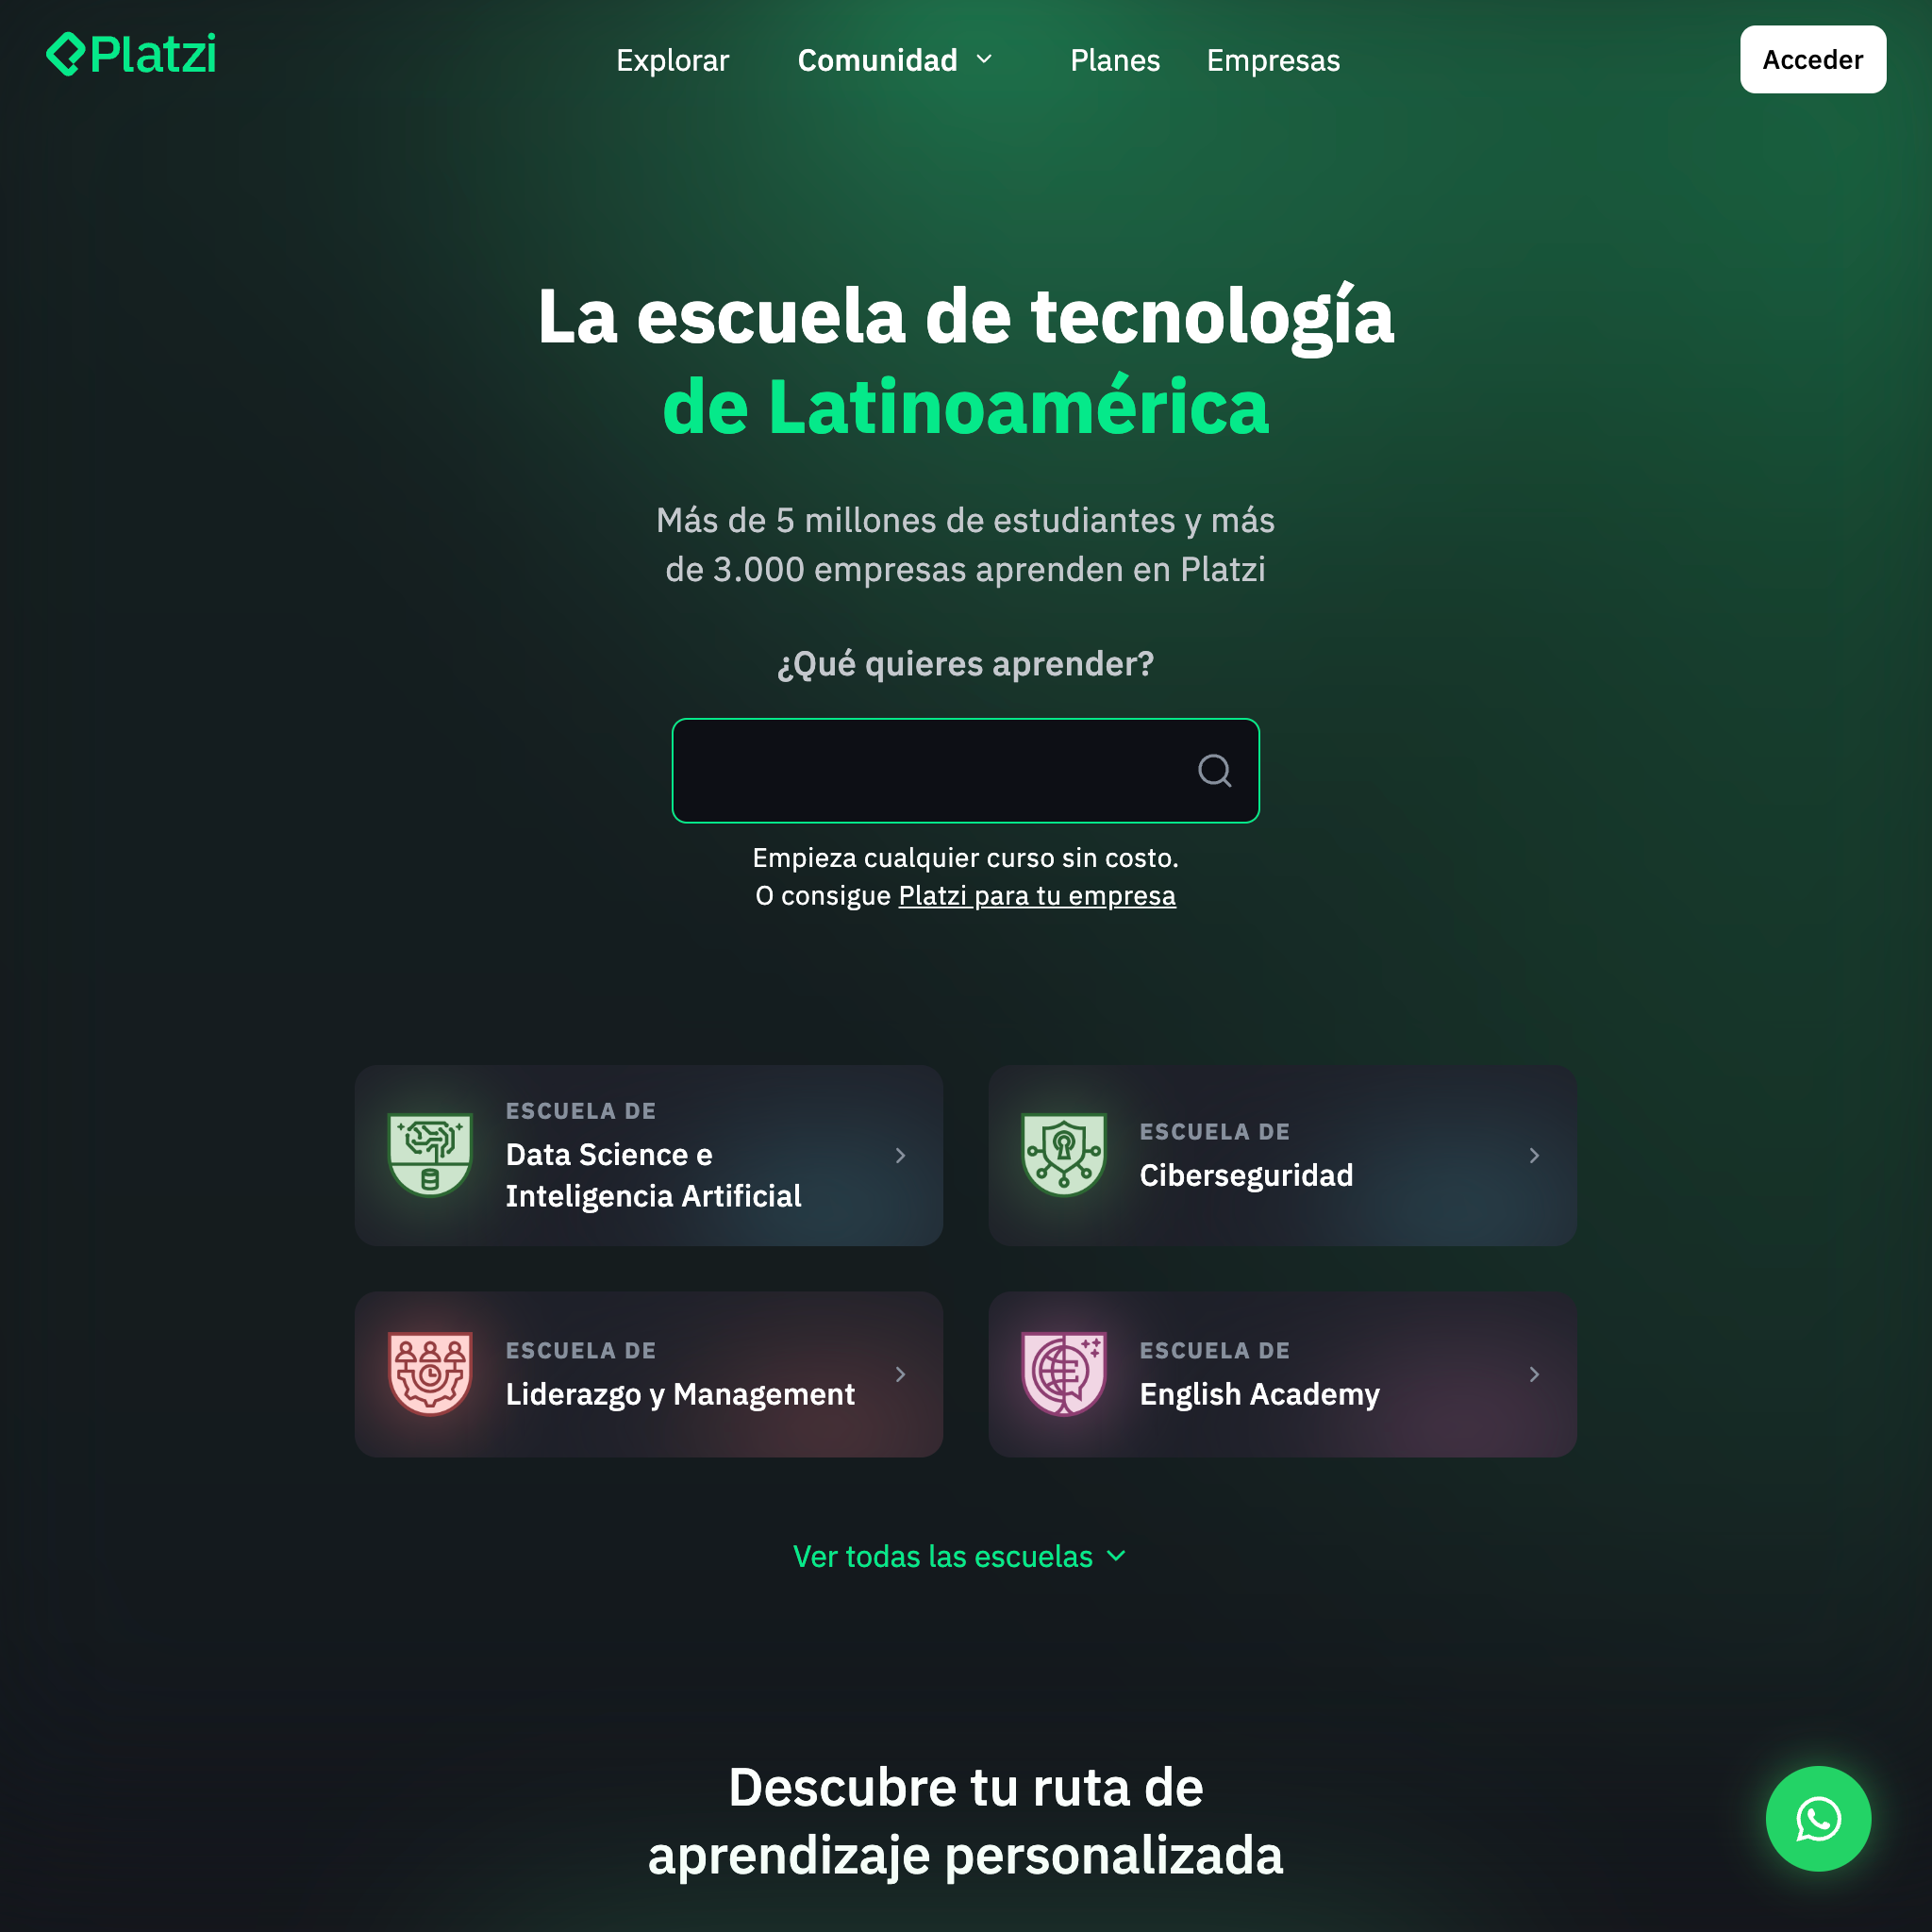 Platzi
Explorar
Comunidad
Planes
Empresas
Acceder
La escuela de tecnología
de Latinoamérica
Más de 5 millones de estudiantes y más
de 3.000 empresas aprenden en Platzi
¿Qué quieres aprender?
Empieza cualquier curso sin costo.
O consigue Platzi para tu empresa
ESCUELA DE
Data Science e
Inteligencia Artificial
ESCUELA DE
Ciberseguridad
ESCUELA DE
Liderazgo y Management
ESCUELA DE
English Academy
Ver todas las escuelas
Descubre tu ruta de
aprendizaje personalizada